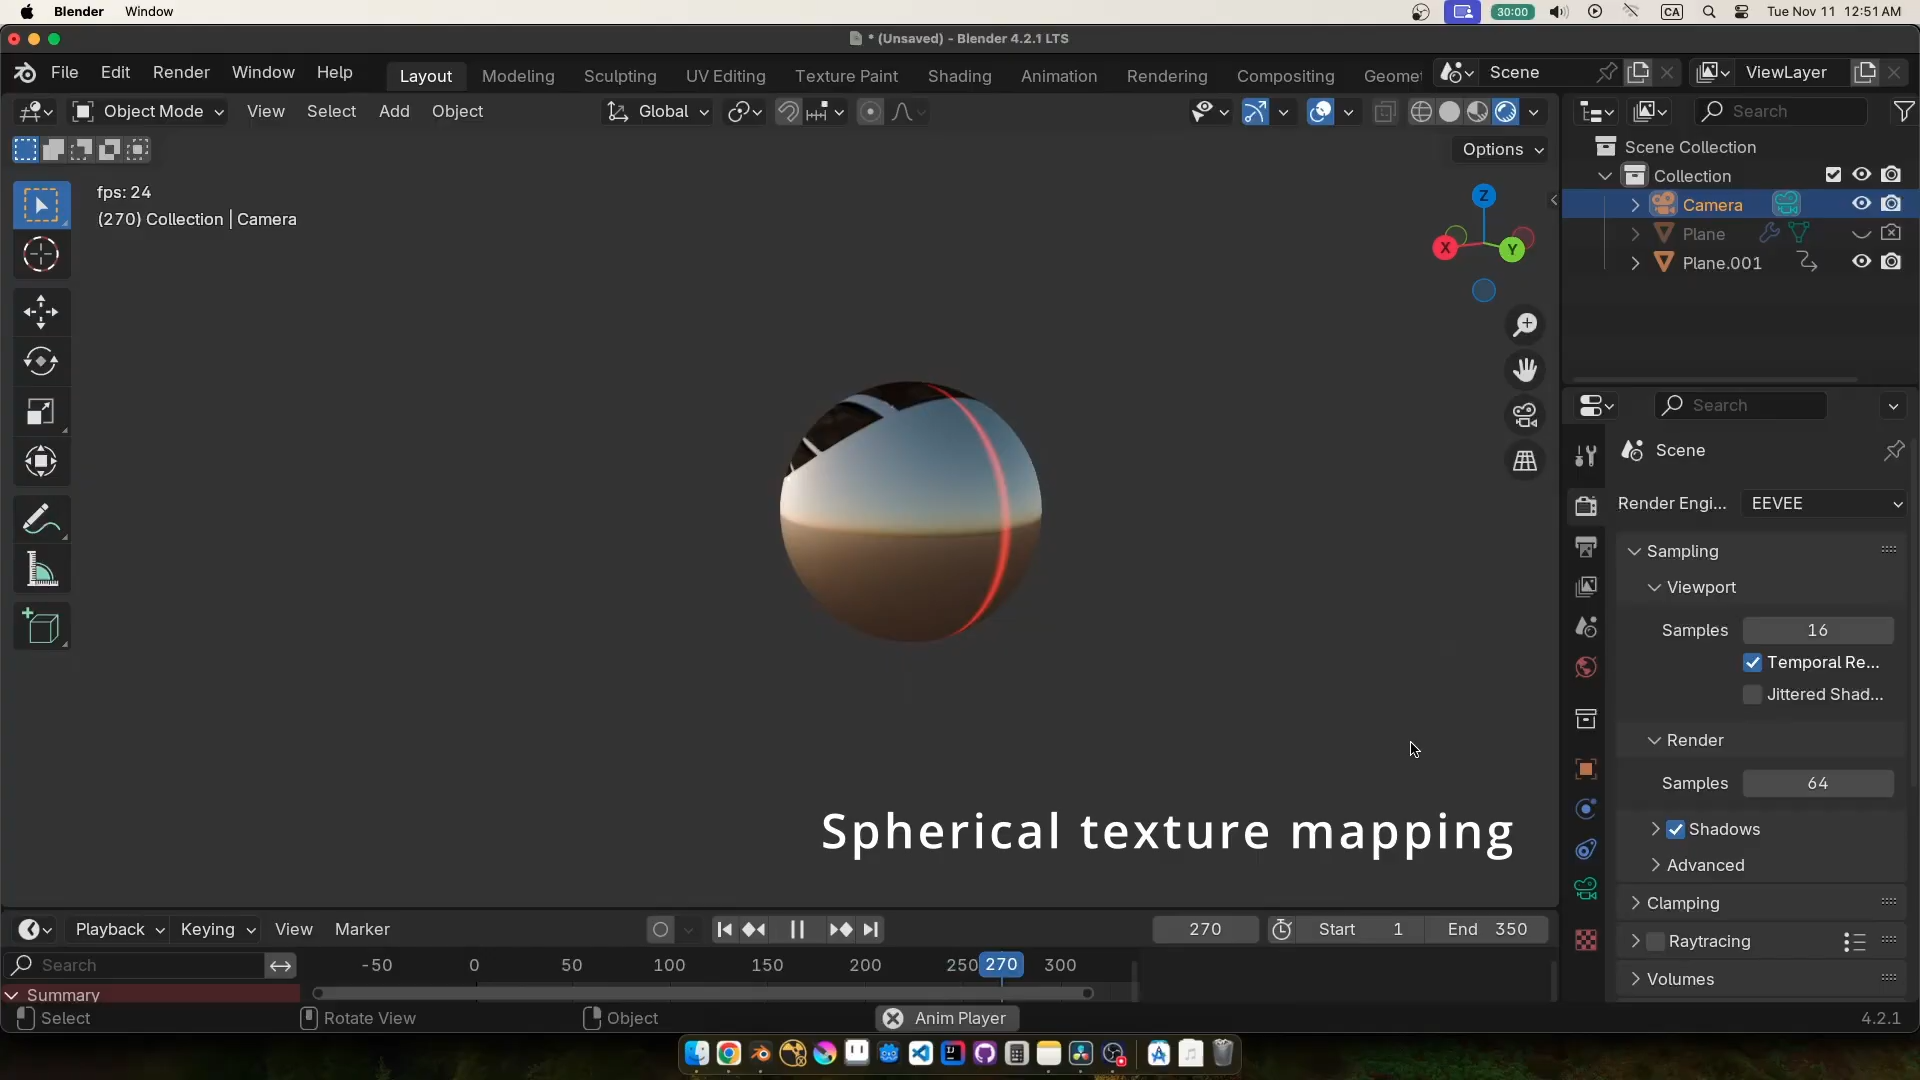 Blender Window 30:00 CA Tue Nov 11 12:51 AM
* (Unsaved) - Blender 4.2.1 LTS
File Edit Render Window Help Layout Modeling Sculpting UV Editing Texture Paint Shading Animation Rendering Compositing Geomet Scene ViewLayer
Object Mode View Select Add Object Global Search
Options
Scene Collection
Collection
Camera
Plane
Plane.001
fps: 24
(270) Collection | Camera
Z
X
Y
Search
Scene
Render Engi... EEVEE
Sampling
Viewport
Samples 16
Temporal Re...
Jittered Shad...
Render
Samples 64
Shadows
Advanced
Clamping
Raytracing
Volumes
Spherical texture mapping
Playback Keying View Marker 270 Start 1 End 350
Search -50 0 50 100 150 200 250 270 300
Summary
Select Rotate View Object Anim Player 4.2.1